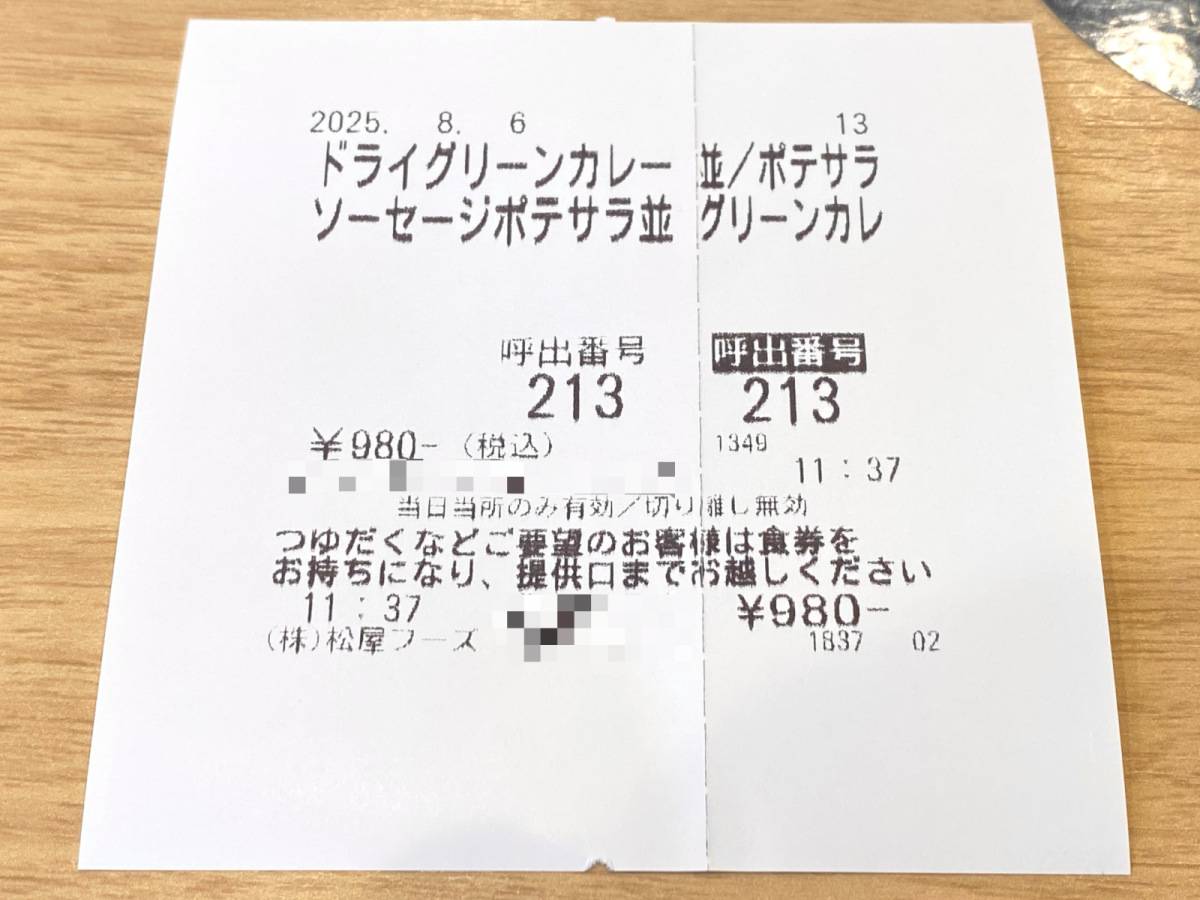 2025. 8. 6 13
ドライグリーンカレー 並/ポテサラ
ソーセージポテサラ並 グリーンカレ
呼出番号 呼出番号
213 213
¥980-(税込) 1349
11:37
当日当所のみ有効/切り離し無効
つゆだくなどご要望のお客様は食券を
お持ちになり、提供口までお越しください
11:37 ¥980-
(株)松屋フーズ 1837 02